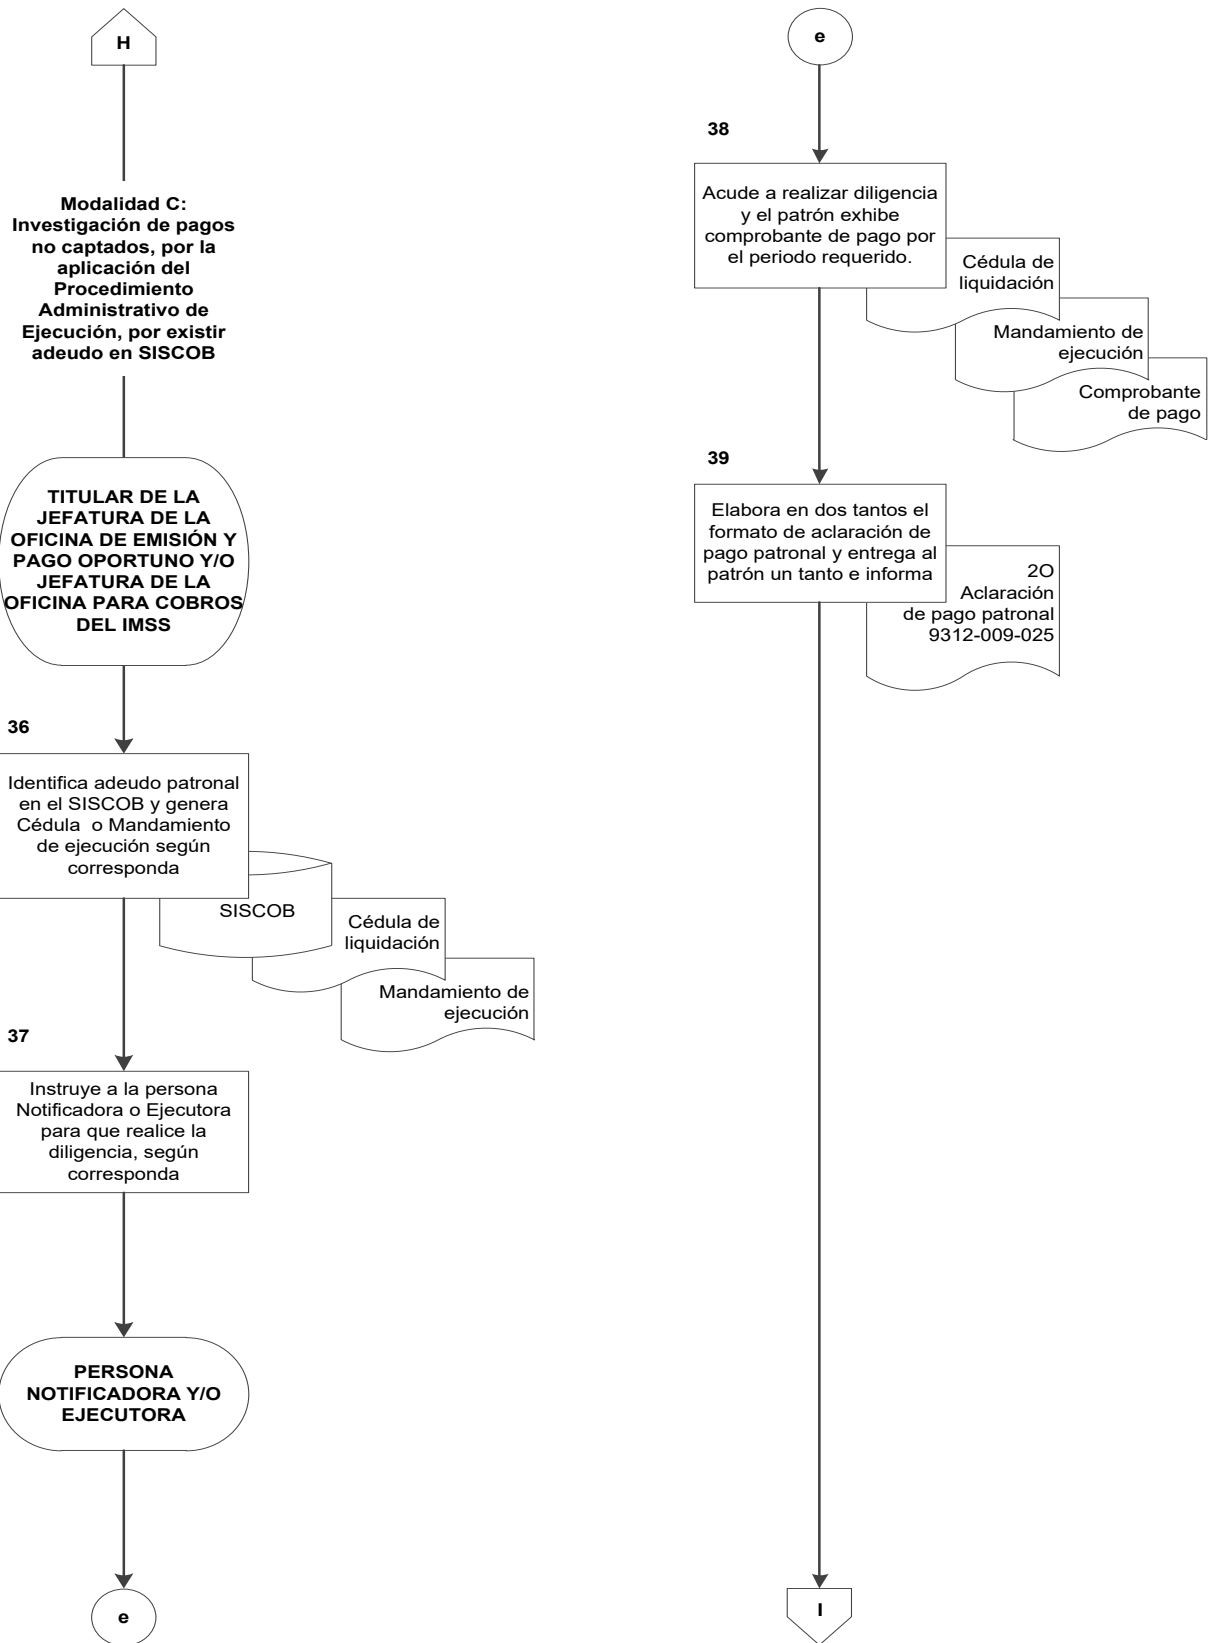 H
Modalidad C:
Investigación de pagos
no captados, por la
aplicación del
Procedimiento
Administrativo de
Ejecución, por existir
adeudo en SISCOB
TITULAR DE LA
JEFATURA DE LA
OFICINA DE EMISIÓN Y
PAGO OPORTUNO Y/O
JEFATURA DE LA
OFICINA PARA COBROS
DEL IMSS
36
Identifica adeudo patronal
en el SISCOB y genera
Cédula o Mandamiento
de ejecución según
corresponda
SISCOB
Cédula de
liquidación
Mandamiento de
ejecución
37
Instruye a la persona
Notificadora o Ejecutora
para que realice la
diligencia, según
corresponda
PERSONA
NOTIFICADORA Y/O
EJECUTORA
e
e
38
Acude a realizar diligencia
y el patrón exhibe
comprobante de pago por
el periodo requerido.
Cédula de
liquidación
Mandamiento de
ejecución
Comprobante
de pago
39
Elabora en dos tantos el
formato de aclaración de
pago patronal y entrega al
patrón un tanto e informa
2O
Aclaración
de pago patronal
9312-009-025
I